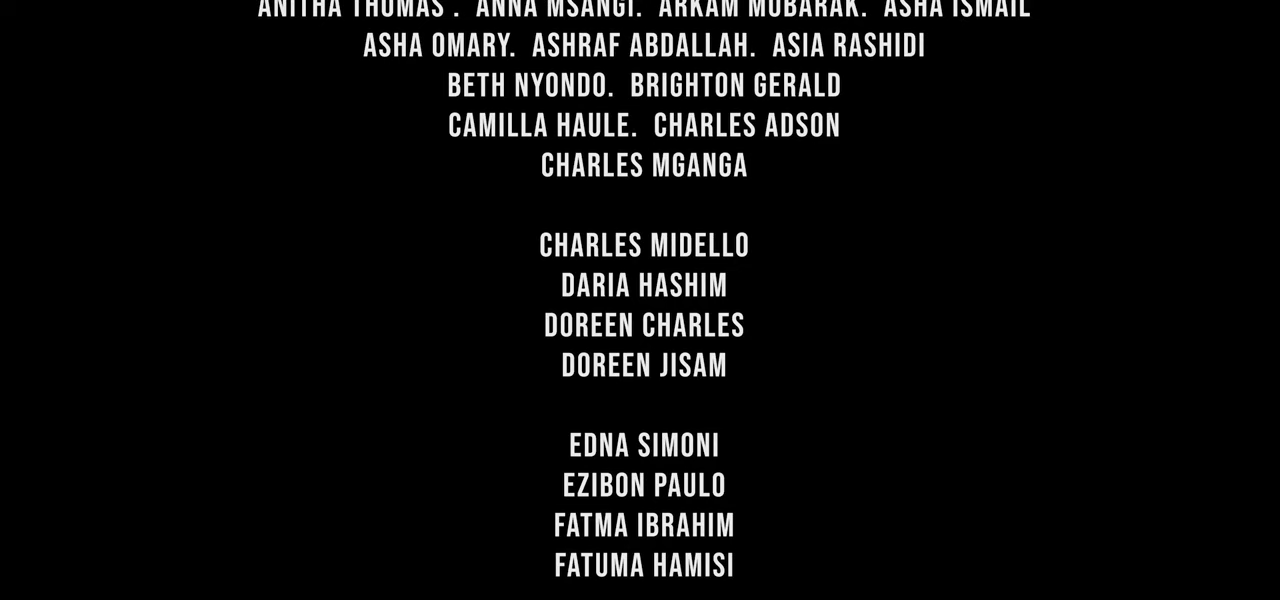 ANITHA THOMAS . ANNA MSANGI. ARKAM MUBARAK. ASHA ISMAIL
ASHA OMARY. ASHRAF ABDALLAH. ASIA RASHIDI
BETH NYONDO. BRIGHTON GERALD
CAMILLA HAULE. CHARLES ADSON
CHARLES MGANGA
CHARLES MIDELLO
DARIA HASHIM
DOREEN CHARLES
DOREEN JISAM
EDNA SIMONI
EZIBON PAULO
FATMA IBRAHIM
FATUMA HAMISI